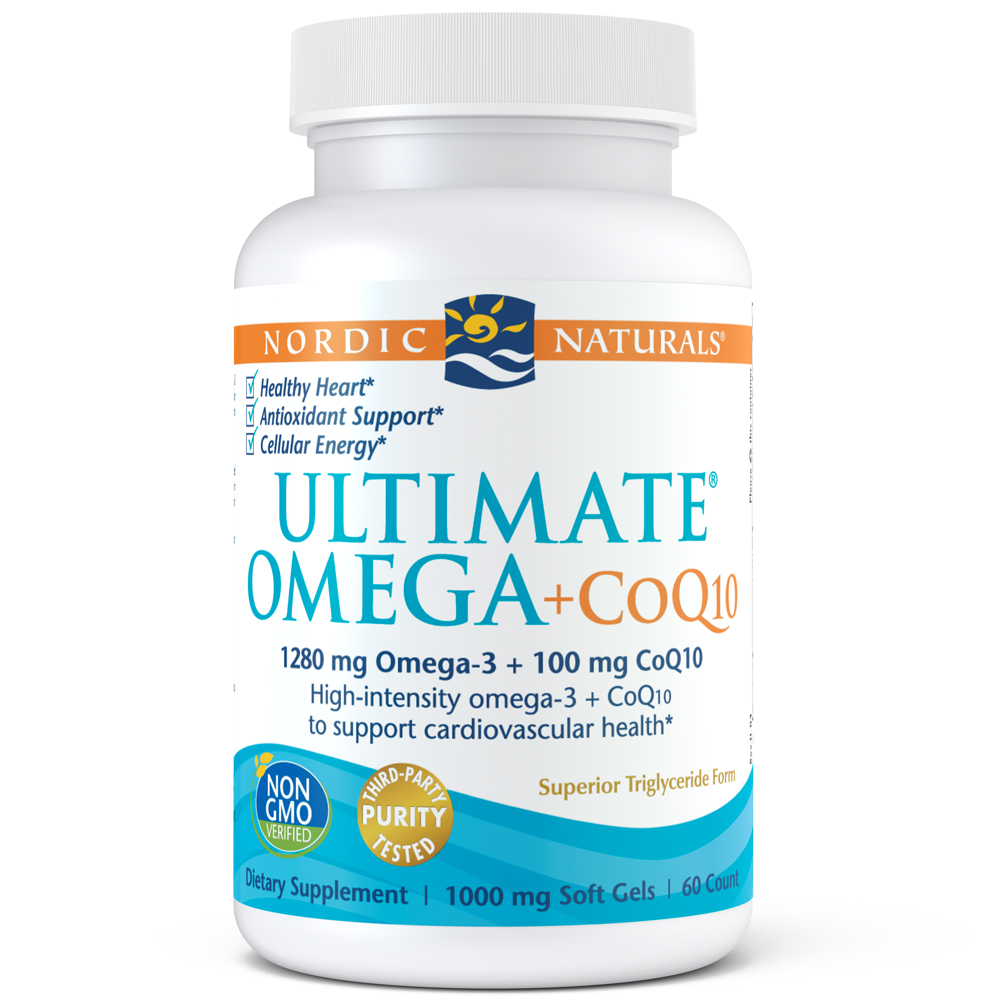 NORDIC NATURALS®
Healthy Heart*
Antioxidant Support*
Cellular Energy*
ULTIMATE®
OMEGA+CoQ10
1280 mg Omega-3 + 100 mg CoQ10
High-intensity omega-3 + CoQ10
to support cardiovascular health*
Superior Triglyceride Form
NON
GMO
VERIFIED
THIRD-PARTY
PURITY
TESTED
Dietary Supplement | 1000 mg Soft Gels | 60 Count